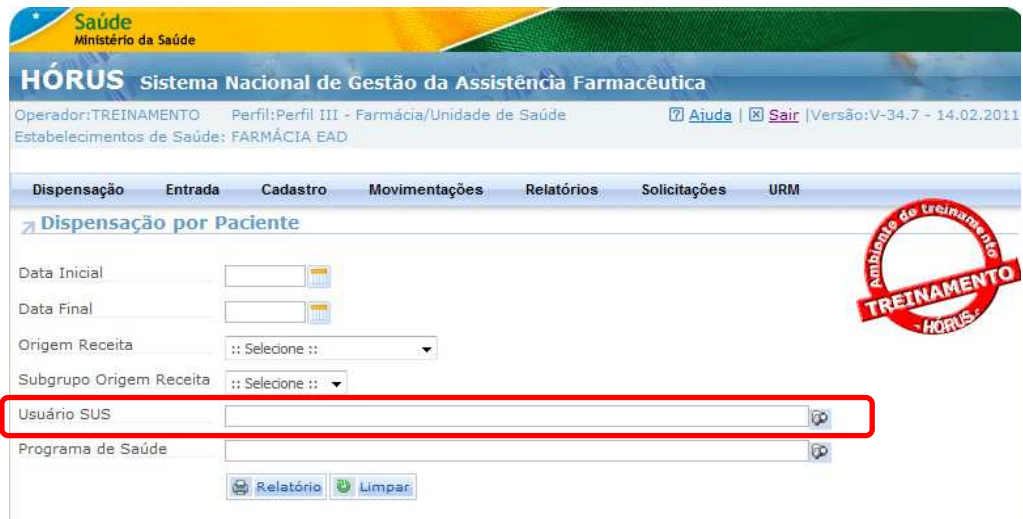 Saúde
Ministério da Saúde
HÓRUS Sistema Nacional de Gestão da Assistência Farmacêutica
Operador:TREINAMENTO Perfil:Perfil III - Farmácia/Unidade de Saúde Ajuda | Sair |Versão:V-34.7 - 14.02.2011
Estabelecimentos de Saúde: FARMÁCIA EAD
Dispensação Entrada Cadastro Movimentações Relatórios Solicitações URM
Dispensação por Paciente
Ambiente de treinamento
TREINAMENTO
- HÓRUS -
Data Inicial
Data Final
Origem Receita :: Selecione ::
Subgrupo Origem Receita :: Selecione ::
Usuário SUS
Programa de Saúde
Relatório Limpar